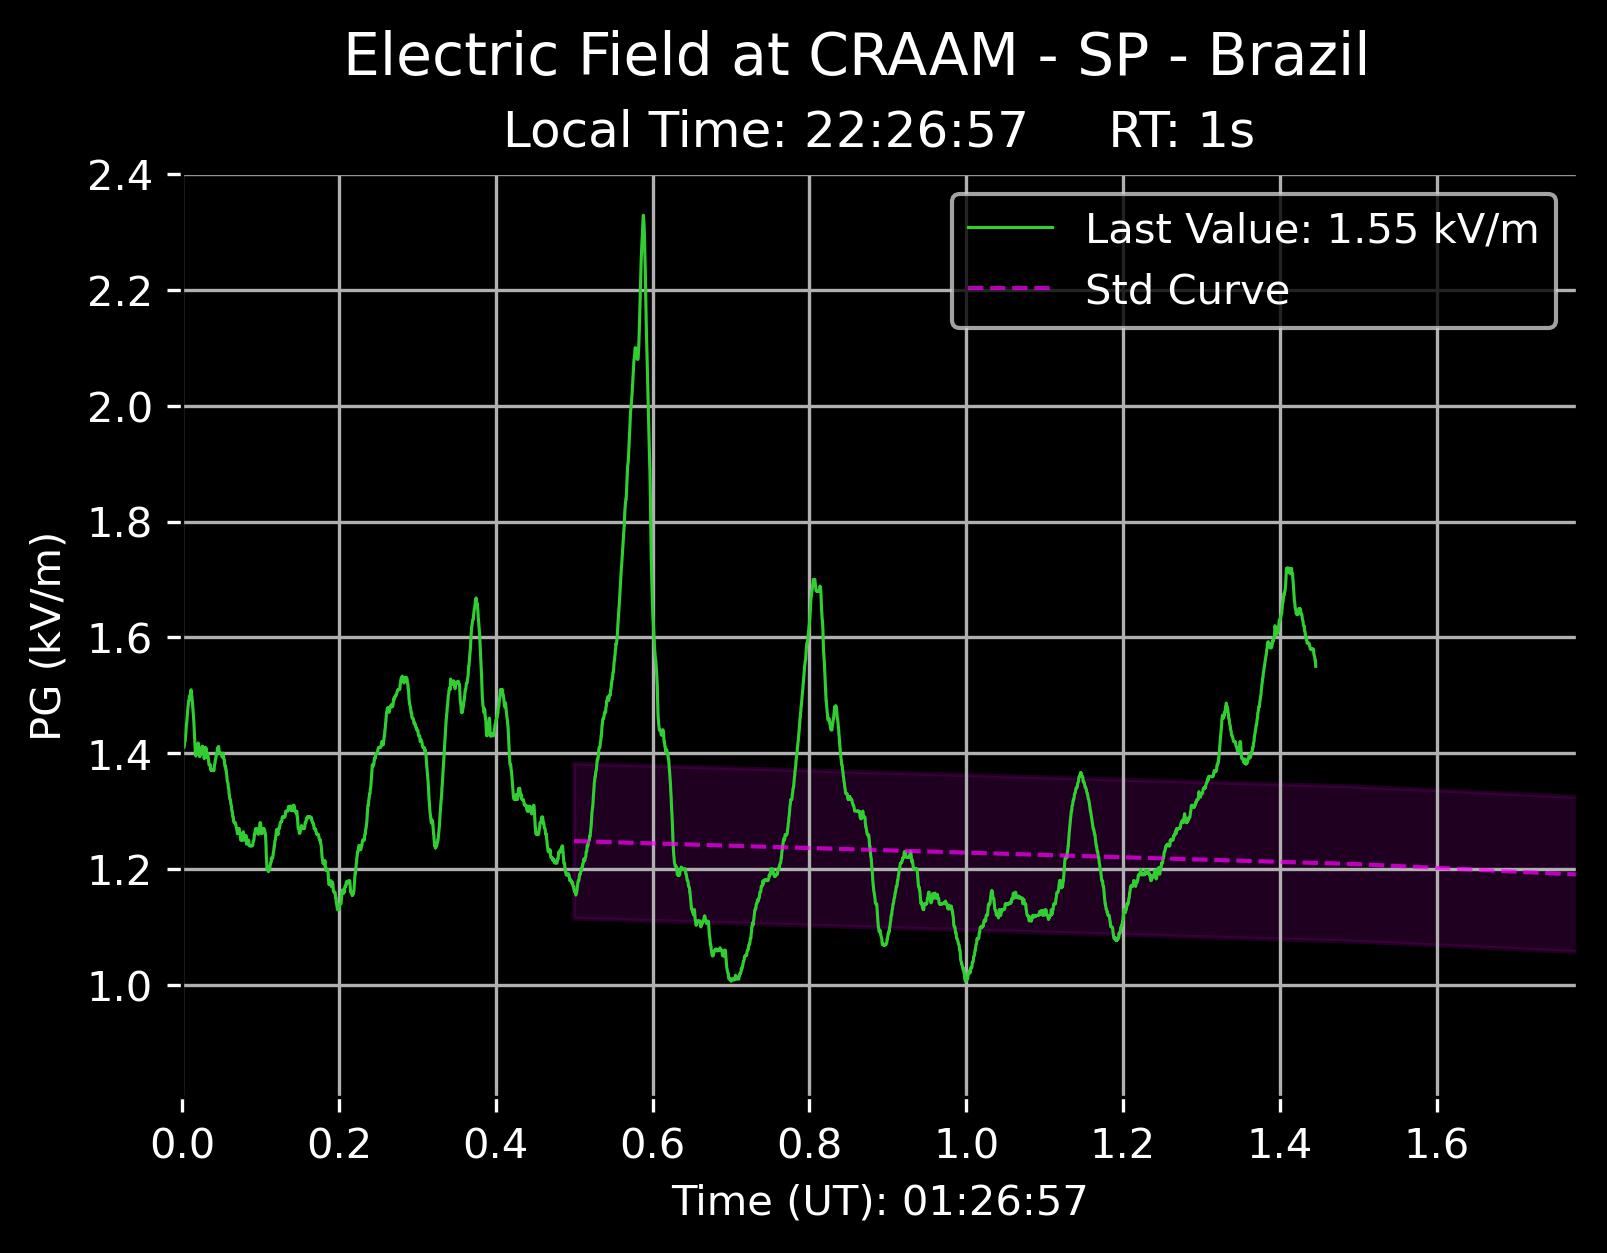 Electric Field at CRAAM - SP - Brazil
Local Time: 22:26:57 RT: 1s
Last Value: 1.55 kV/m
Std Curve
PG (kV/m)
2.4
2.2
2.0
1.8
1.6
1.4
1.2
1.0
0.0 0.2 0.4 0.6 0.8 1.0 1.2 1.4 1.6
Time (UT): 01:26:57